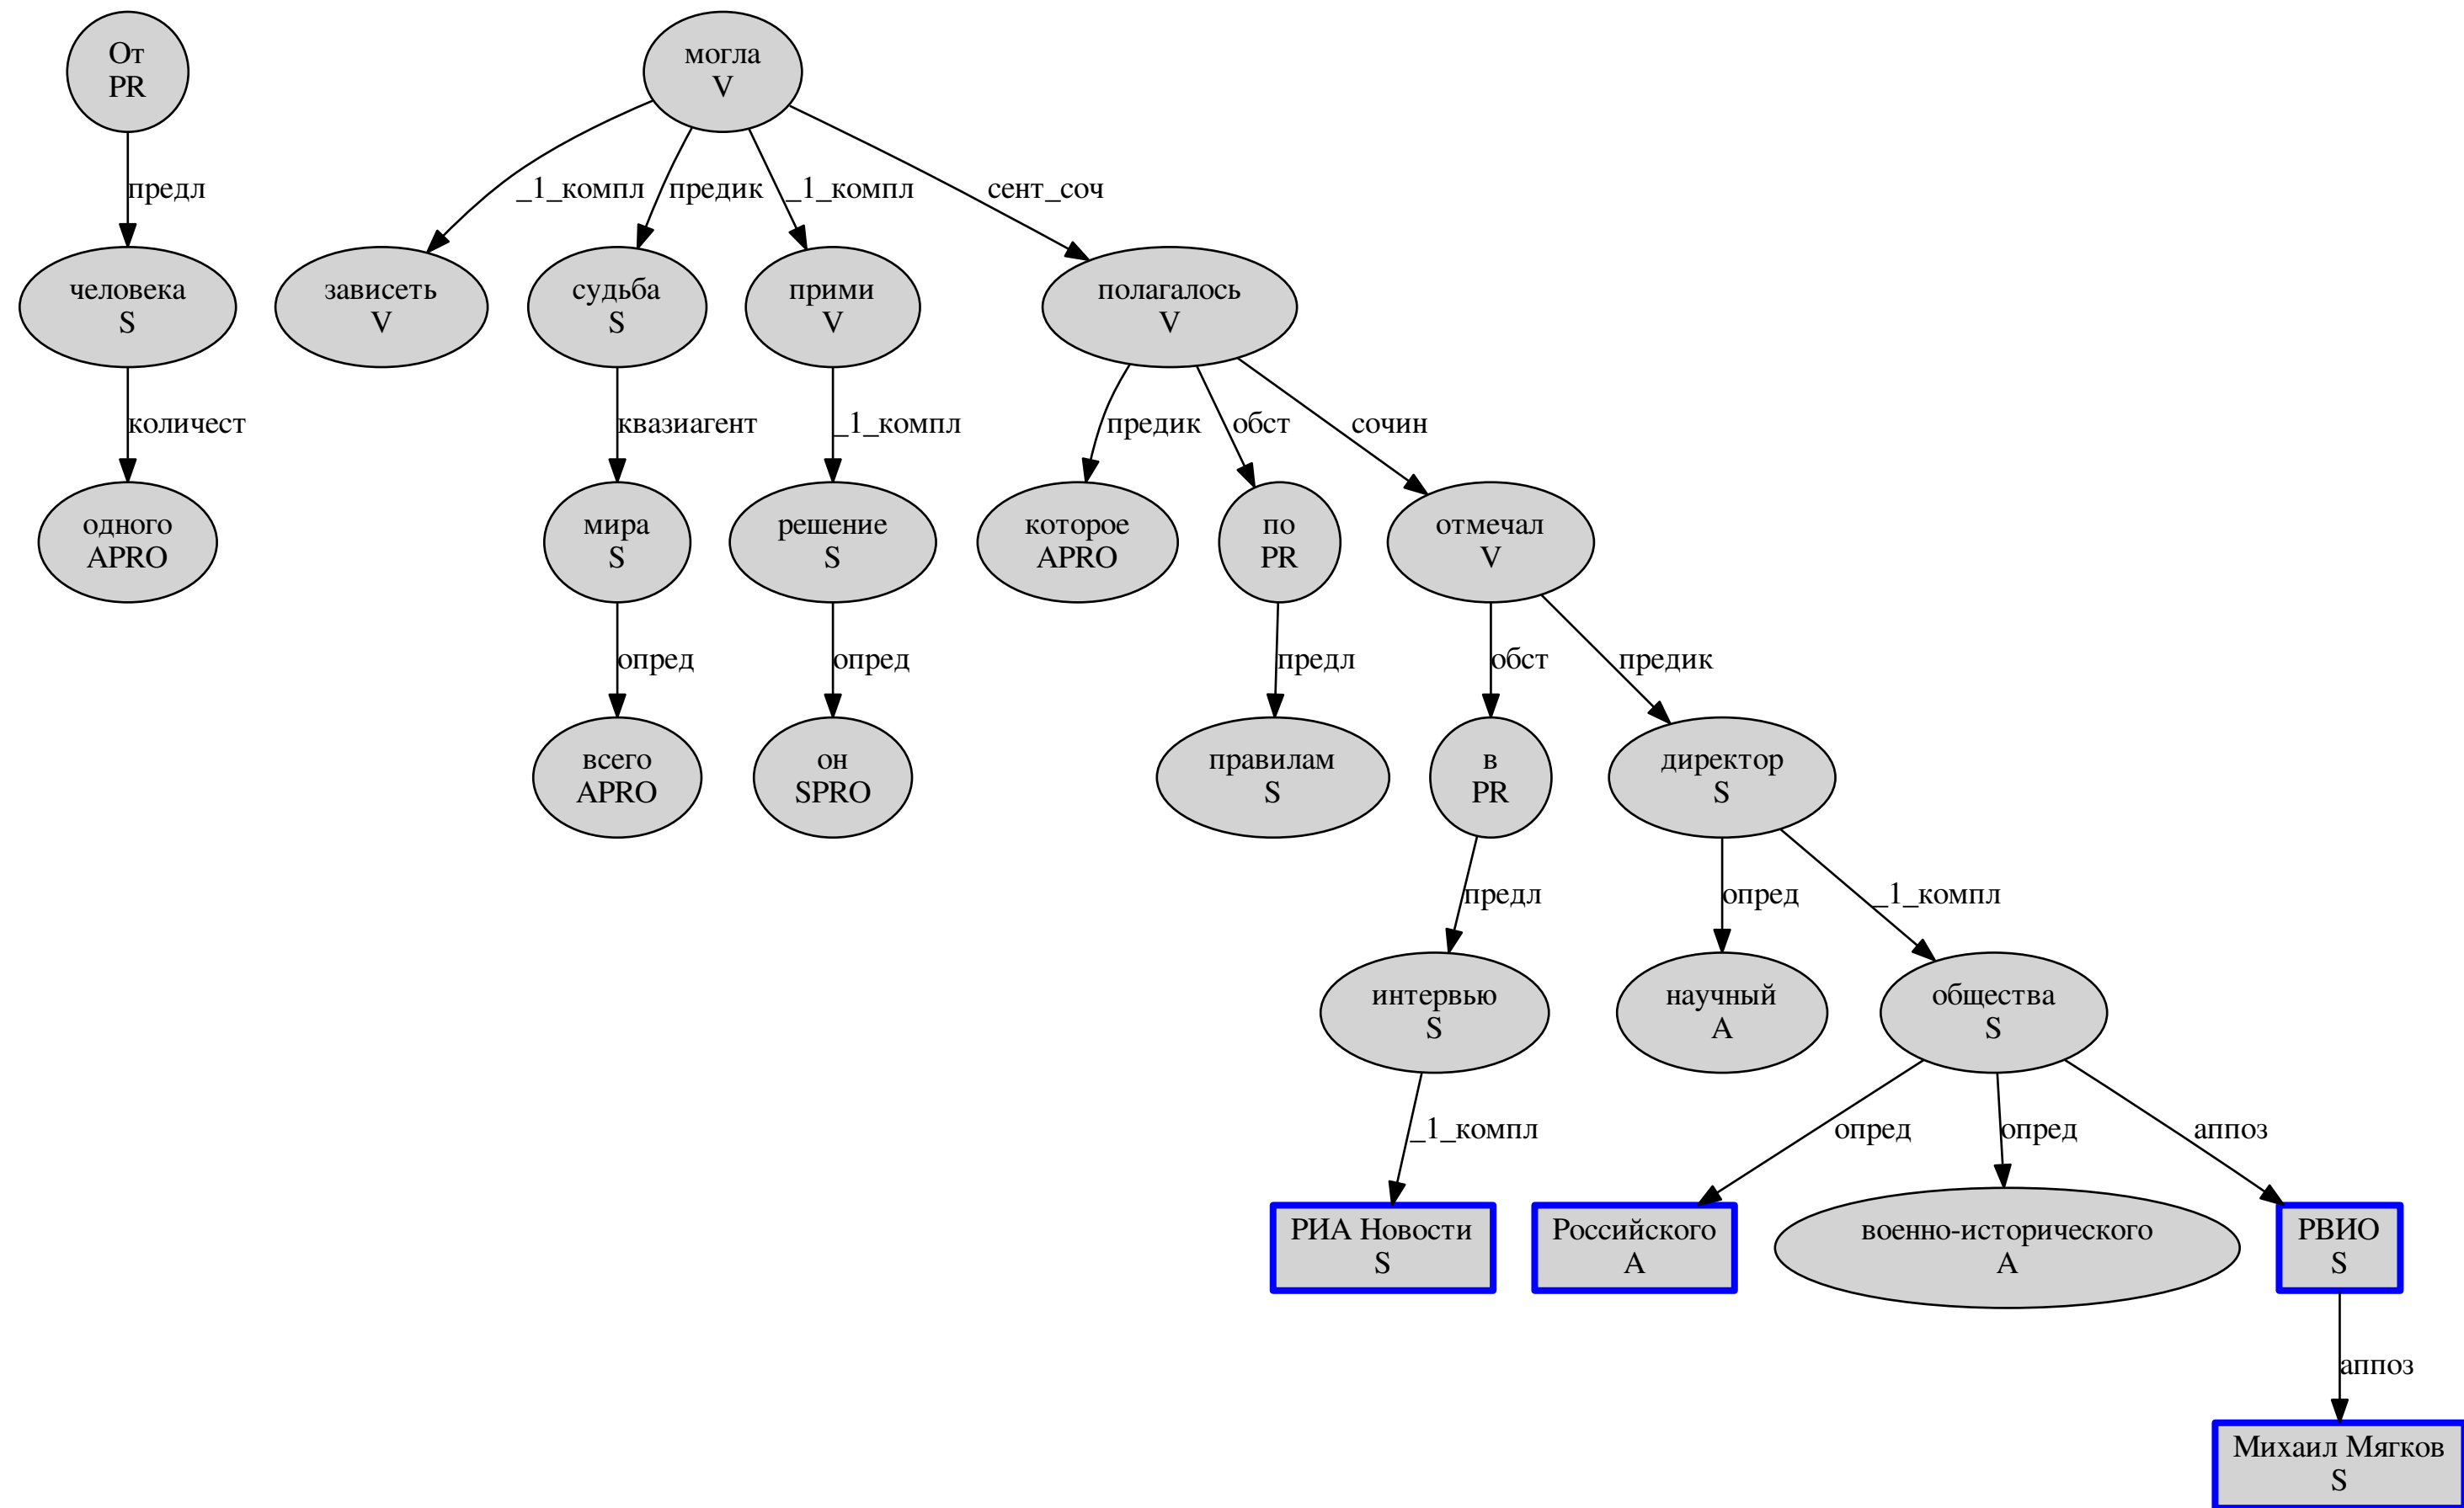 От
PR
могла
V
предл
_1_компл
предик
_1_компл
сент_соч
человека
S
зависеть
V
судьба
S
прими
V
полагалось
V
количест
квазиагент
_1_компл
предик
обст
сочин
одного
APRO
мира
S
решение
S
которое
APRO
по
PR
отмечал
V
опред
опред
предл
обст
предик
всего
APRO
он
SPRO
правилам
S
в
PR
директор
S
предл
опред
_1_компл
интервью
S
научный
A
общества
S
_1_компл
опред
опред
аппоз
РИА Новости
S
Российского
A
военно-исторического
A
РВИО
S
аппоз
Михаил Мягков
S